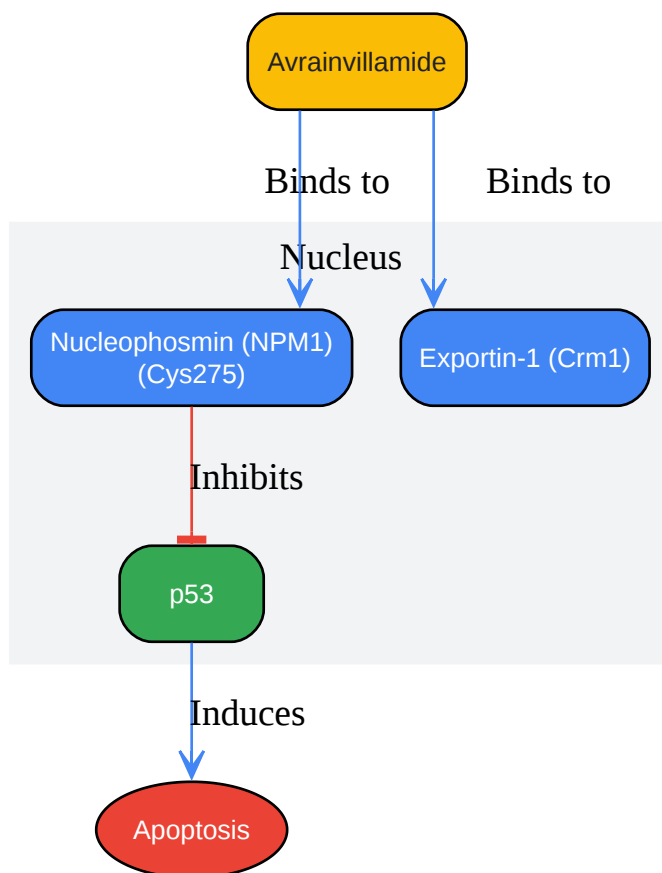 Avrainvillamide
Binds to
Binds to
Nucleus
Nucleophosmin (NPM1)
(Cys275)
Exportin-1 (Crm1)
Inhibits
p53
Induces
Apoptosis